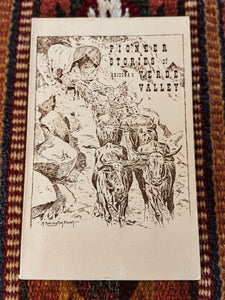 PIONEER
STORIES of
ARIZONA'S VERDE
VALLEY